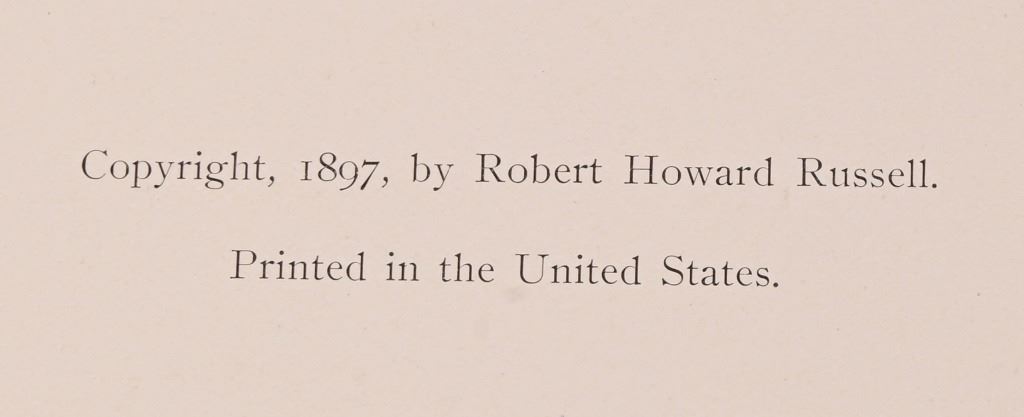 Copyright, 1897, by Robert Howard Russell.
Printed in the United States.